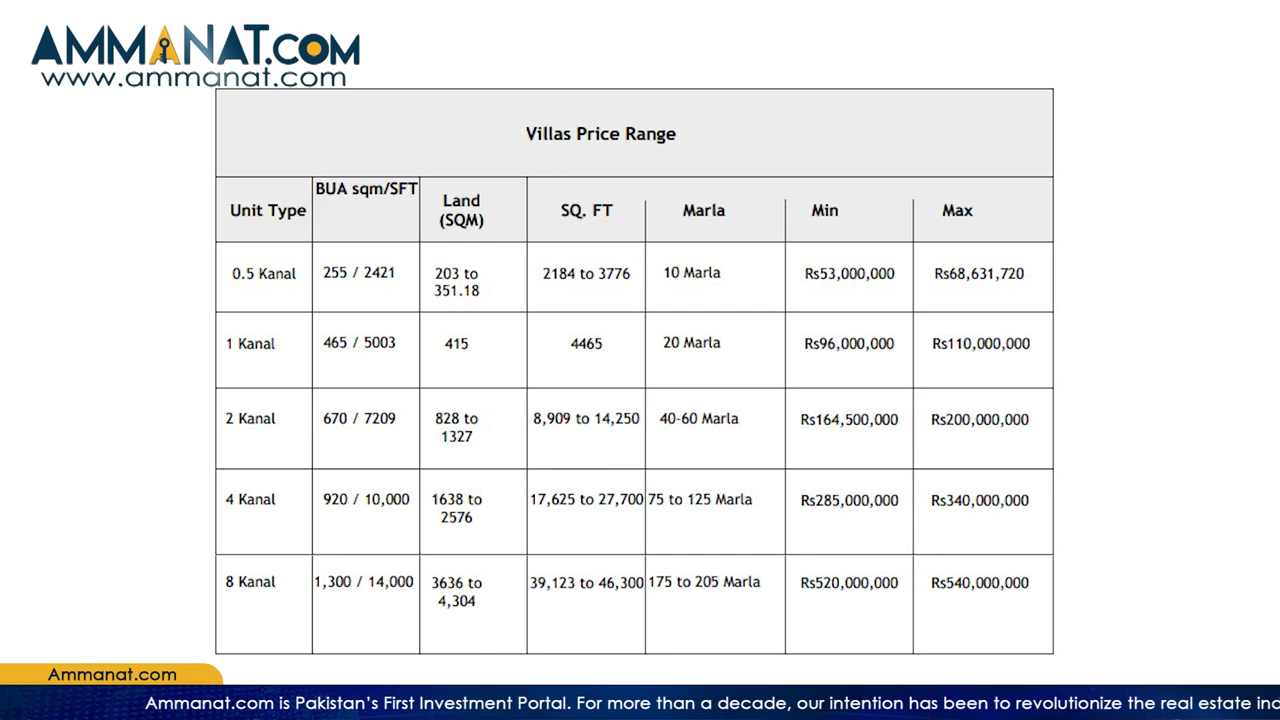 AMMANAT.COM
www.ammanat.com
Villas Price Range
Unit Type BUA sqm/SFT Land (SQM) SQ. FT Marla Min Max
0.5 Kanal 255 / 2421 203 to 351.18 2184 to 3776 10 Marla Rs53,000,000 Rs68,631,720
1 Kanal 465 / 5003 415 4465 20 Marla Rs96,000,000 Rs110,000,000
2 Kanal 670 / 7209 828 to 1327 8,909 to 14,250 40-60 Marla Rs164,500,000 Rs200,000,000
4 Kanal 920 / 10,000 1638 to 2576 17,625 to 27,700 75 to 125 Marla Rs285,000,000 Rs340,000,000
8 Kanal 1,300 / 14,000 3636 to 4,304 39,123 to 46,300 175 to 205 Marla Rs520,000,000 Rs540,000,000
Ammanat.com
Ammanat.com is Pakistan's First Investment Portal. For more than a decade, our intention has been to revolutionize the real estate